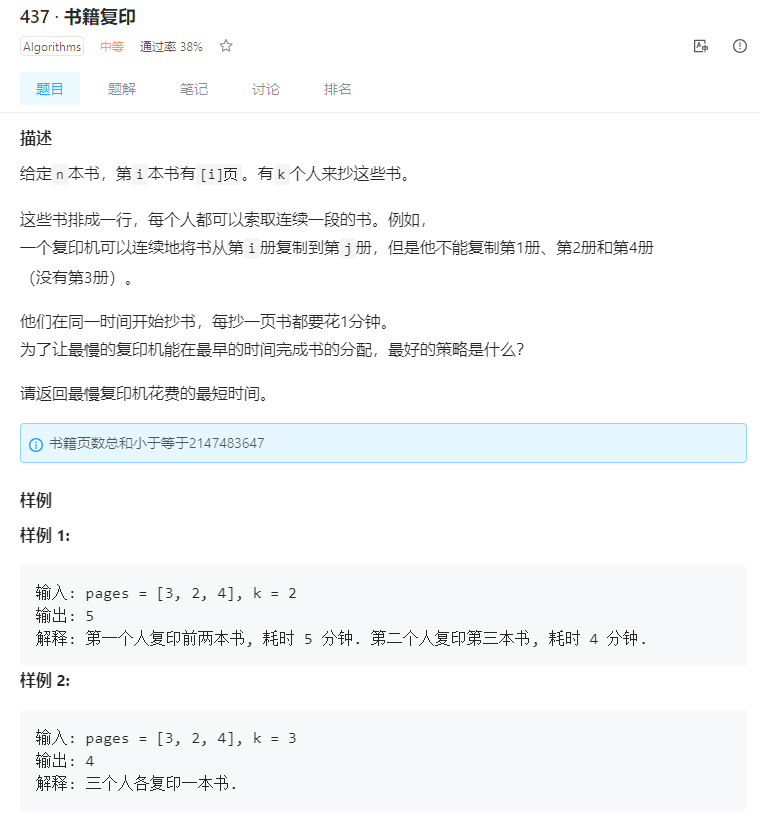 437 · 书籍复印
Algorithms 中等 通过率 38%
题目 题解 笔记 讨论 排名
描述
给定 n 本书，第 i 本书有 [i]页 。有 k 个人来抄这些书。
这些书排成一行，每个人都可以索取连续一段的书。例如，
一个复印机可以连续地将书从第 i 册复制到第 j 册，但是他不能复制第1册、第2册和第4册
（没有第3册）。
他们在同一时间开始抄书，每抄一页书都要花1分钟。
为了让最慢的复印机能在最早的时间完成书的分配，最好的策略是什么?
请返回最慢复印机花费的最短时间。
书籍页数总和小于等于2147483647
样例
样例 1:
输入: pages = [3, 2, 4], k = 2
输出: 5
解释: 第一个人复印前两本书, 耗时 5 分钟. 第二个人复印第三本书, 耗时 4 分钟.
样例 2:
输入: pages = [3, 2, 4], k = 3
输出: 4
解释: 三个人各复印一本书.